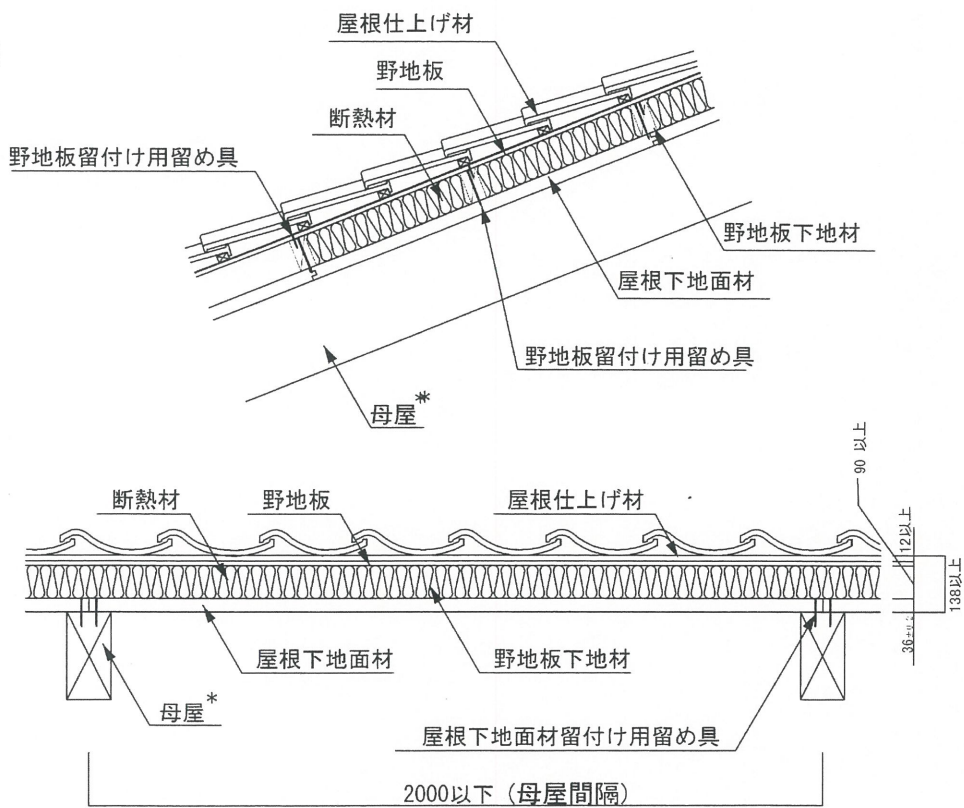 屋根仕上げ材
野地板
断熱材
野地板留付け用留め具
野地板下地材
屋根下地面材
野地板留付け用留め具
母屋*
断熱材
野地板
屋根仕上げ材
90 以上
12以上
138以上
屋根下地面材
野地板下地材
母屋*
屋根下地面材留付け用留め具
2000以下（母屋間隔）